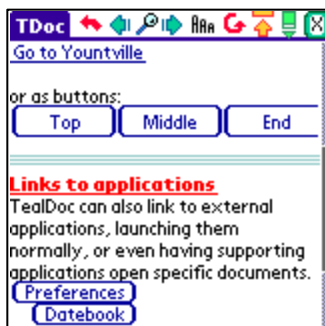 TDoc AAA
Go to Yountville
or as buttons:
Top Middle End
Links to applications
TealDoc can also link to external
applications, launching them
normally, or even having supporting
applications open specific documents.
Preferences
Datebook